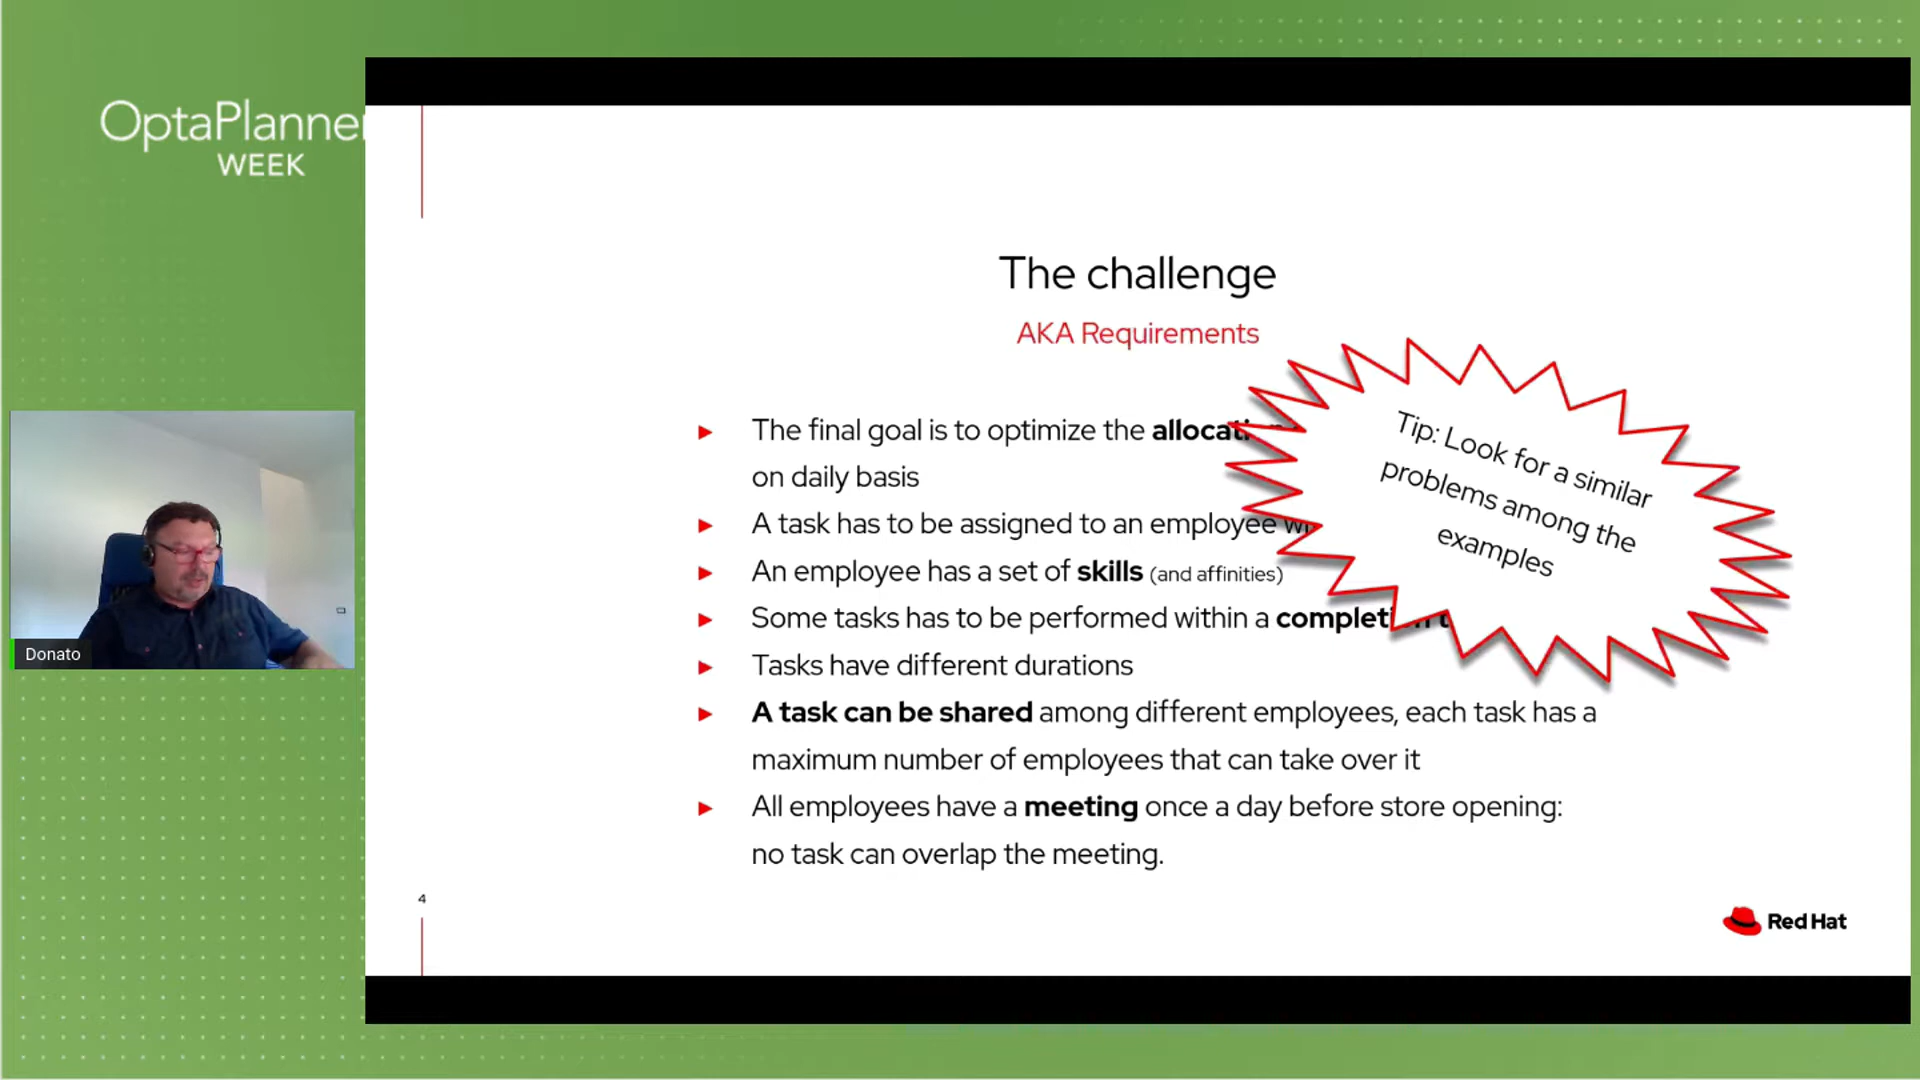 OptaPlanner
WEEK
The challenge
AKA Requirements
The final goal is to optimize the
on daily basis
A task has to be assigned to an employee
An employee has a set of skills (and affinities)
Some tasks has to be performed within a
Tasks have different durations
A task can be shared among different employees, each task has a
maximum number of employees that can take over it
All employees have a meeting once a day before store opening:
no task can overlap the meeting.
Tip: Look for a similar
problems among the
examples
Donato
4
Red Hat